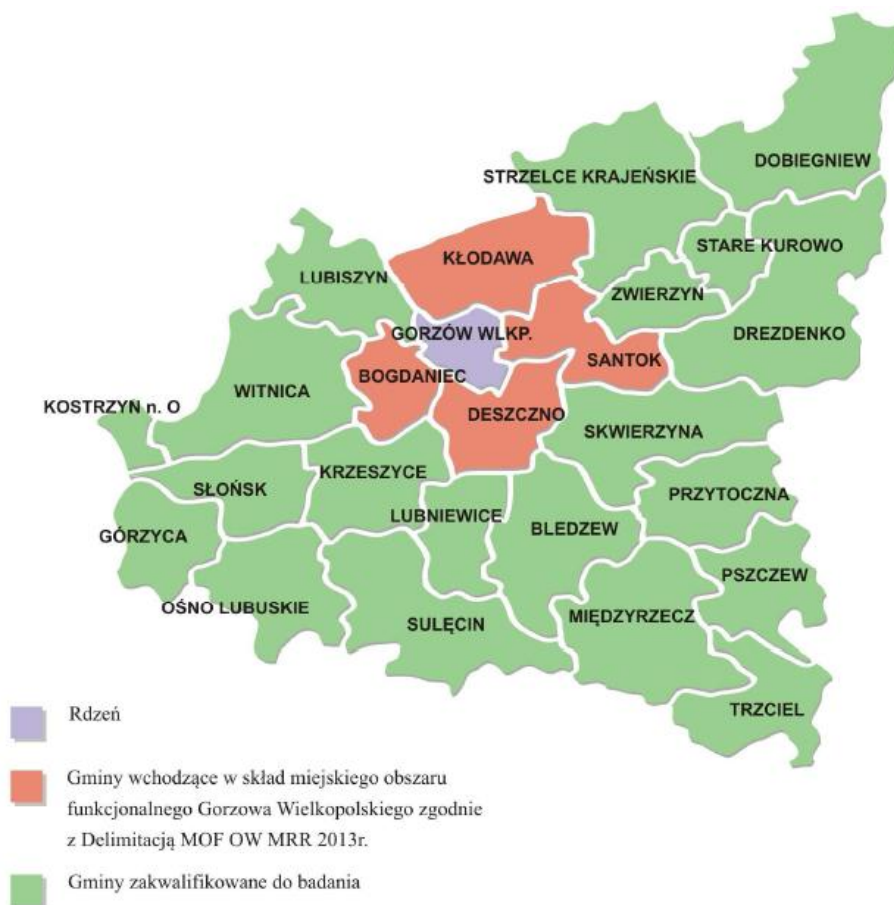 DOBIEGNIEW
STRZELCE KRAJEŃSKIE
STARE KUROWO
KŁODAWA
LUBISZYN
ZWIERZYN
GORZÓW WLKP.
DREZDENKO
SANTOK
BOGDANIEC
WITNICA
KOSTRZYN n. O
DESZCZNO
SKWIERZYNA
KRZESZYCE
SŁOŃSK
PRZYTOCZNA
LUBNIEWICE
BLEDZEW
GÓRZYCA
PSZCZEW
OŚNO LUBUSKIE
MIĘDZYRZECZ
SULĘCIN
TRZCIEL
Rdzeń
Gminy wchodzące w skład miejskiego obszaru
funkcjonalnego Gorzowa Wielkopolskiego zgodnie
z Delimitacją MOF OW MRR 2013r.
Gminy zakwalifikowane do badania